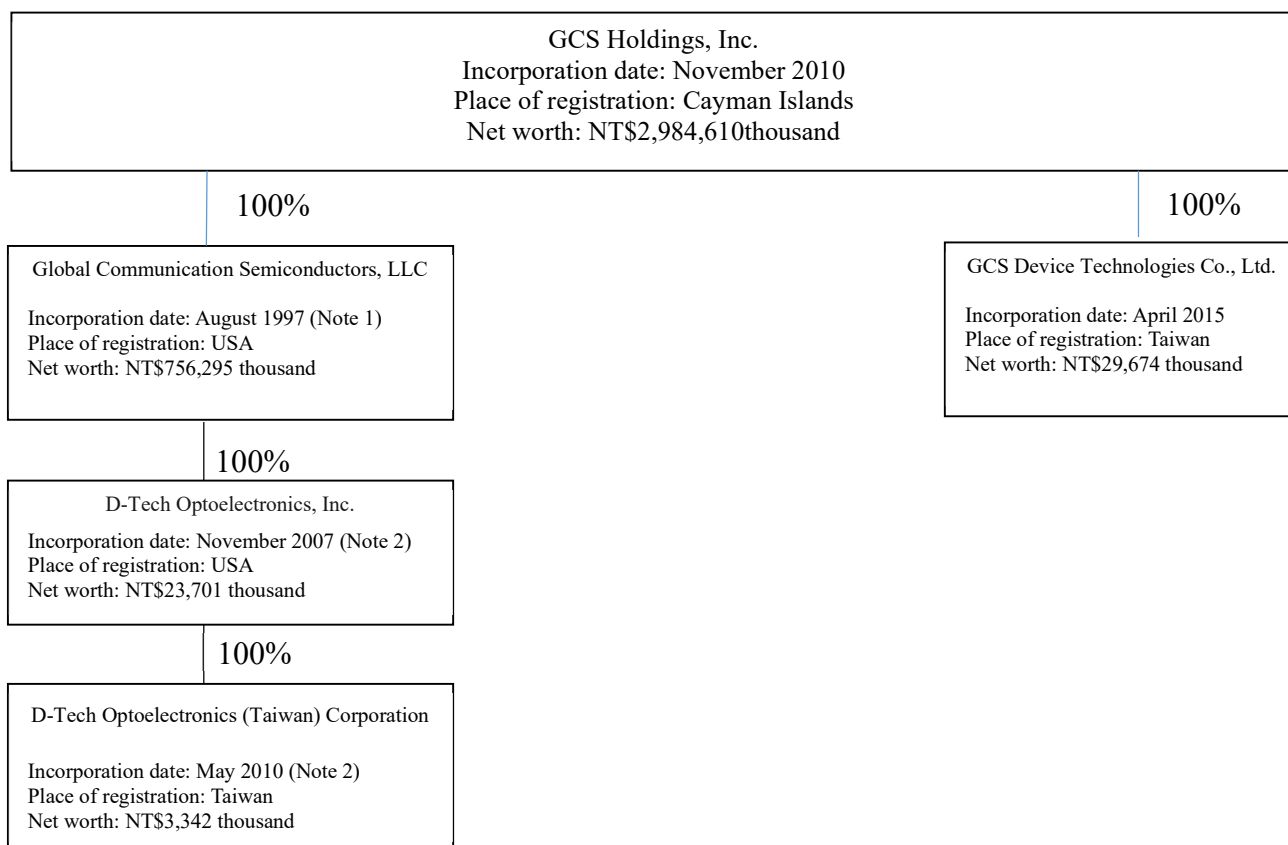 GCS Holdings, Inc.
Incorporation date: November 2010
Place of registration: Cayman Islands
Net worth: NT$2,984,610thousand
100%
100%
Global Communication Semiconductors, LLC
Incorporation date: August 1997 (Note 1)
Place of registration: USA
Net worth: NT$756,295 thousand
GCS Device Technologies Co., Ltd.
Incorporation date: April 2015
Place of registration: Taiwan
Net worth: NT$29,674 thousand
100%
D-Tech Optoelectronics, Inc.
Incorporation date: November 2007 (Note 2)
Place of registration: USA
Net worth: NT$23,701 thousand
100%
D-Tech Optoelectronics (Taiwan) Corporation
Incorporation date: May 2010 (Note 2)
Place of registration: Taiwan
Net worth: NT$3,342 thousand